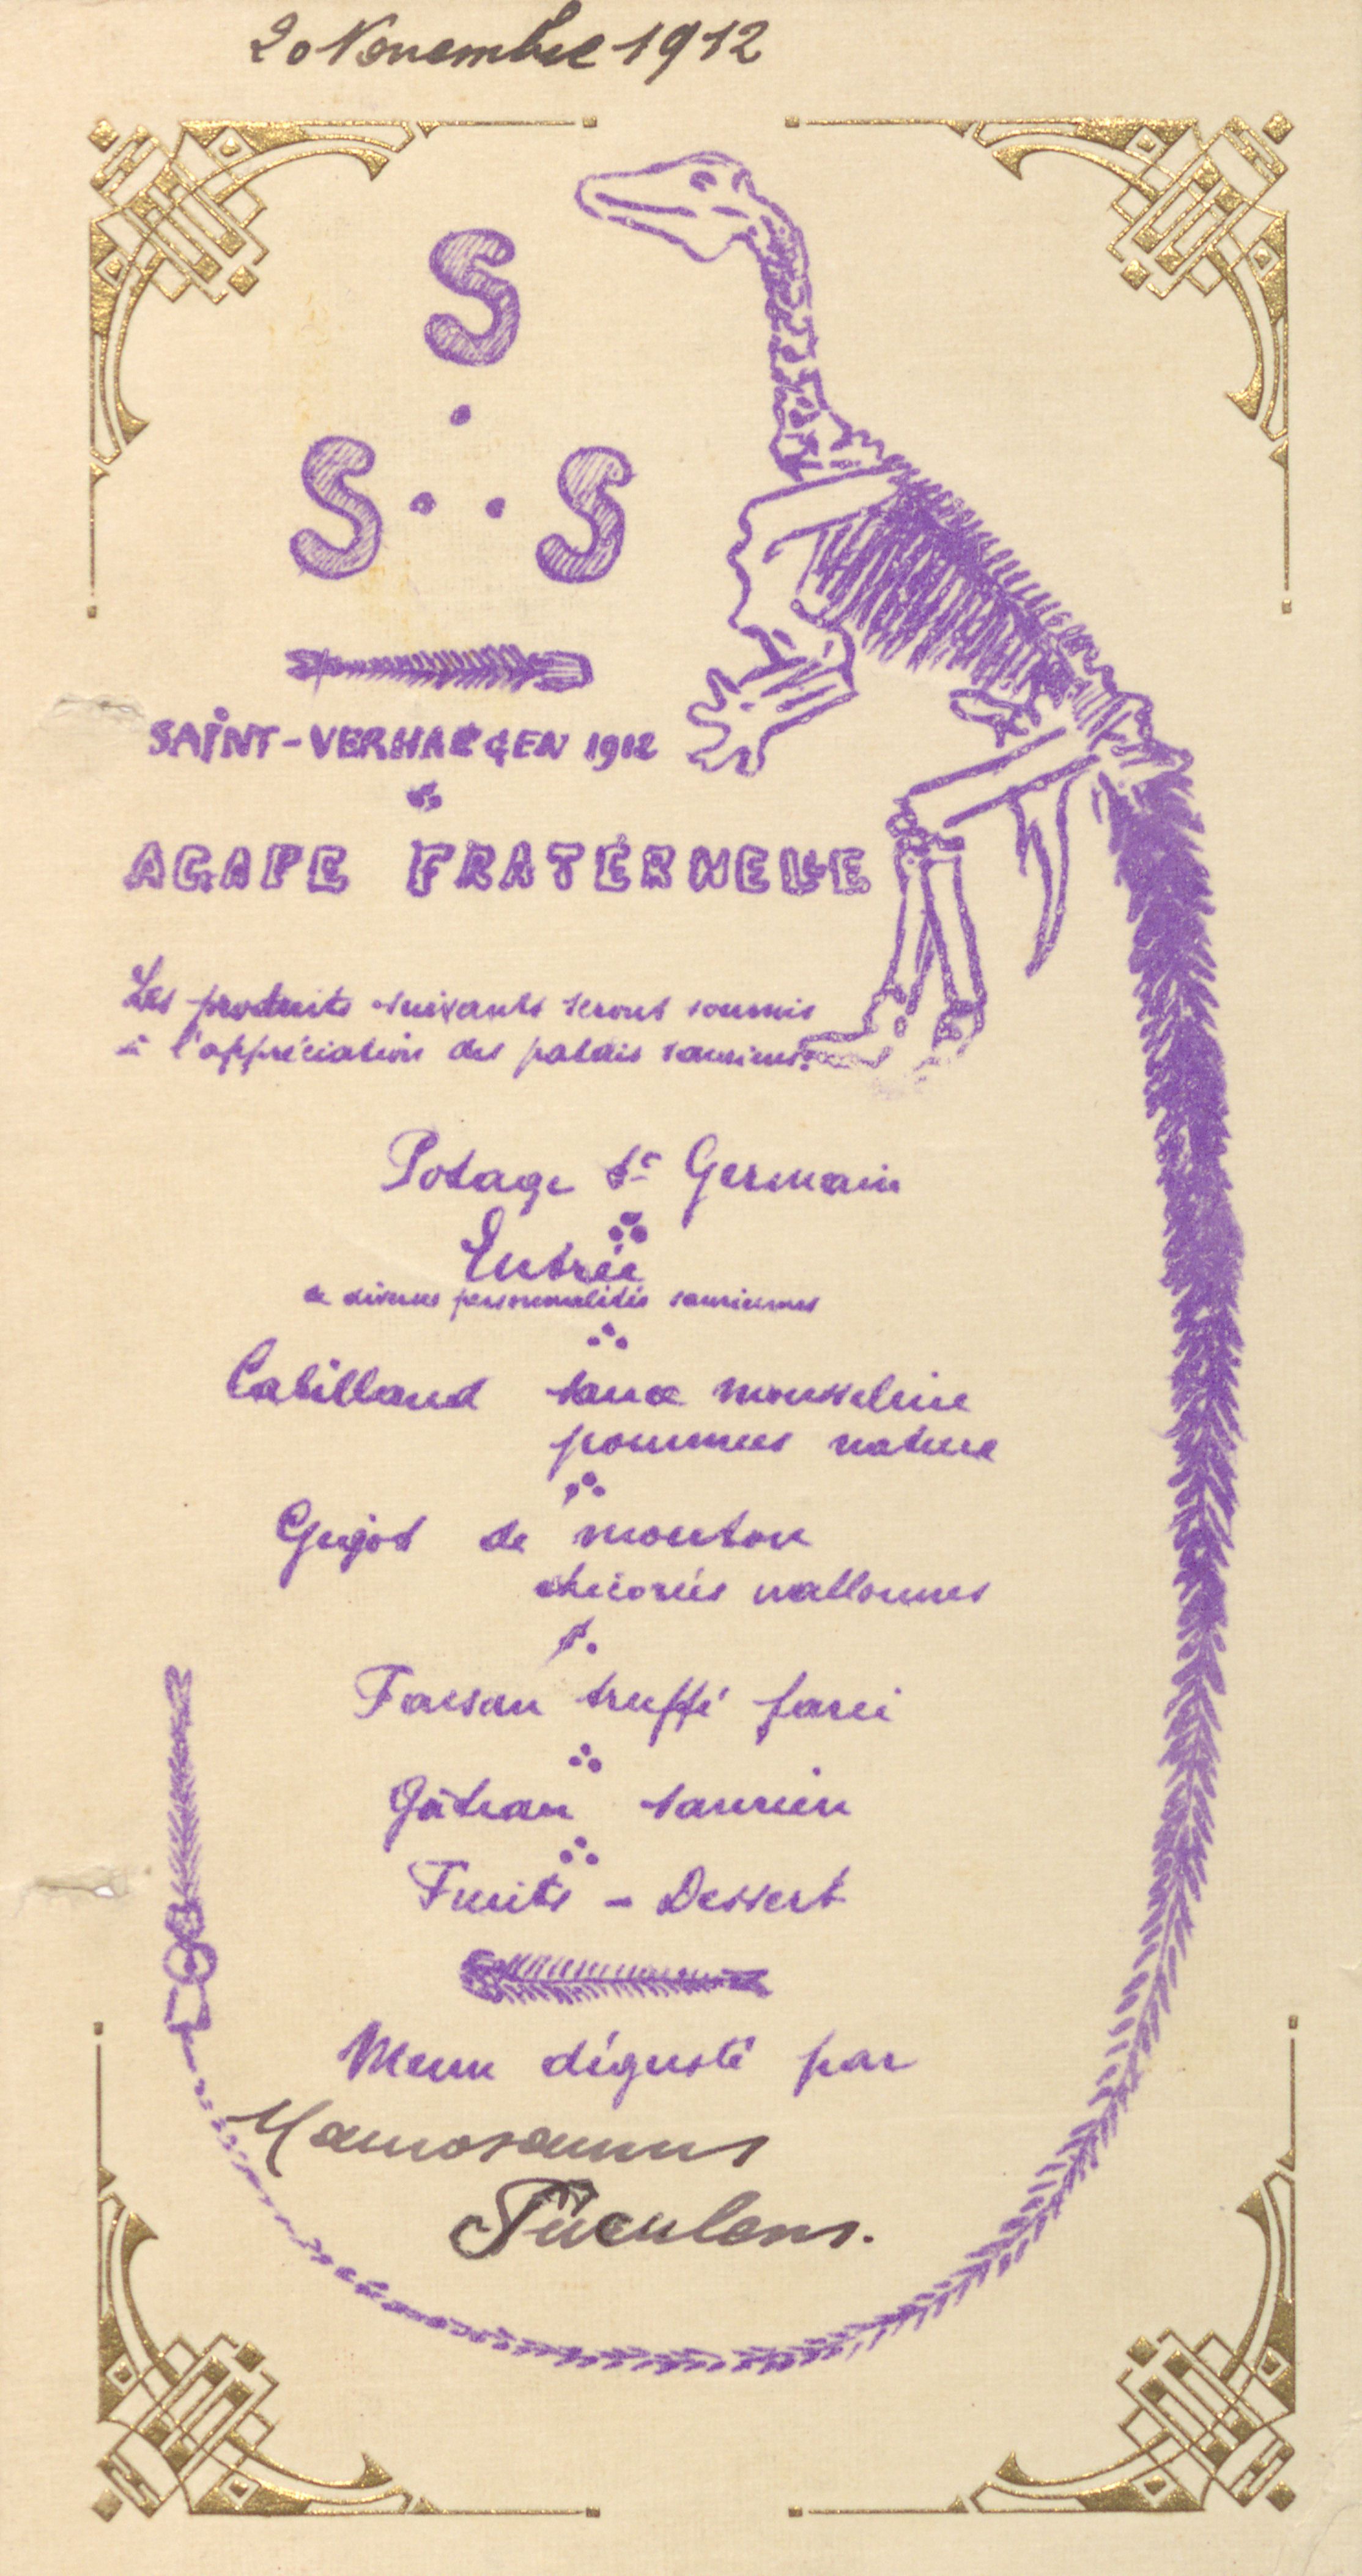 20 Novembre 1912
S
S S
SAINT-VERHAEGEN 1912
AGAPE FRATERNELLE
Les produits suivants seront soumis
à l'appréciation des palais sauriens:
Potage St Germain
Entrée
de diverses personnalités sauriennes
Cabillaud sauce mousseline
pommes nature
Gigot de mouton
chicorées wallonnes
Faisan truffé farci
Gâteau saurien
Fruits - Dessert
Menu dégusté par